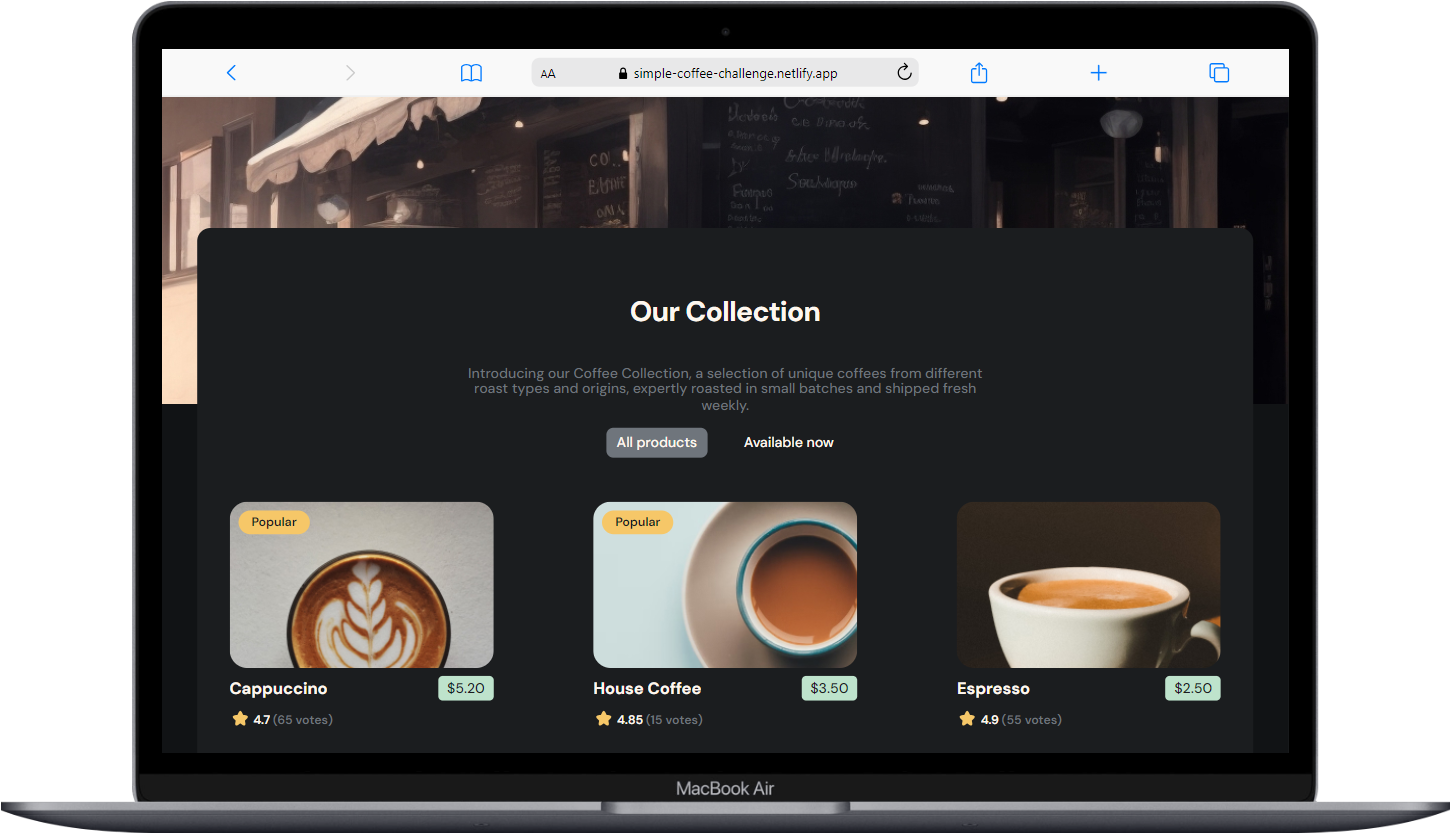 AA simple-coffee-challenge.netlify.app
Our Collection
Introducing our Coffee Collection, a selection of unique coffees from different
roast types and origins, expertly roasted in small batches and shipped fresh
weekly.
All products Available now
Popular Popular
Cappuccino $5.20 House Coffee $3.50 Espresso $2.50
4.7 (65 votes) 4.85 (15 votes) 4.9 (55 votes)
MacBook Air